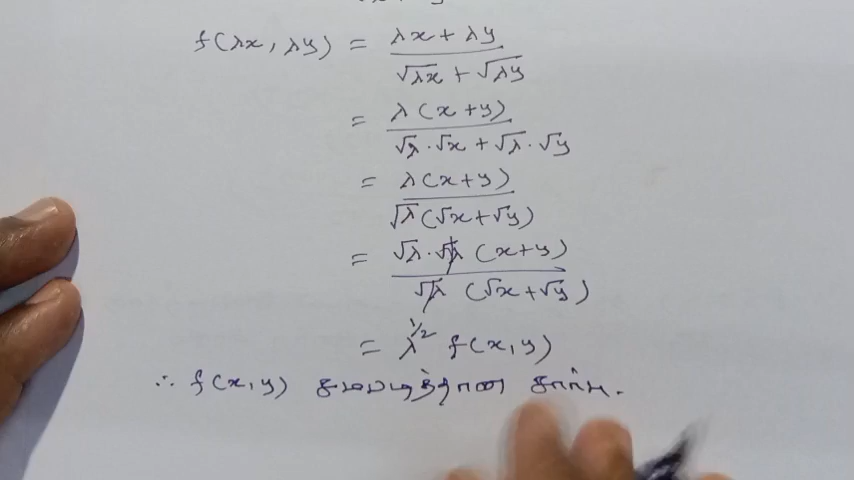 f(λx, λy) = (λx + λy) / (√λx + √λy)
= λ(x+y) / (√λ·√x + √λ·√y)
= λ(x+y) / (√λ(√x+√y))
= √λ·√λ (x+y) / (√λ (√x+√y))
= λ^{1/2} f(x,y)
∴ f(x,y) சமபடித்தான சார்பு.